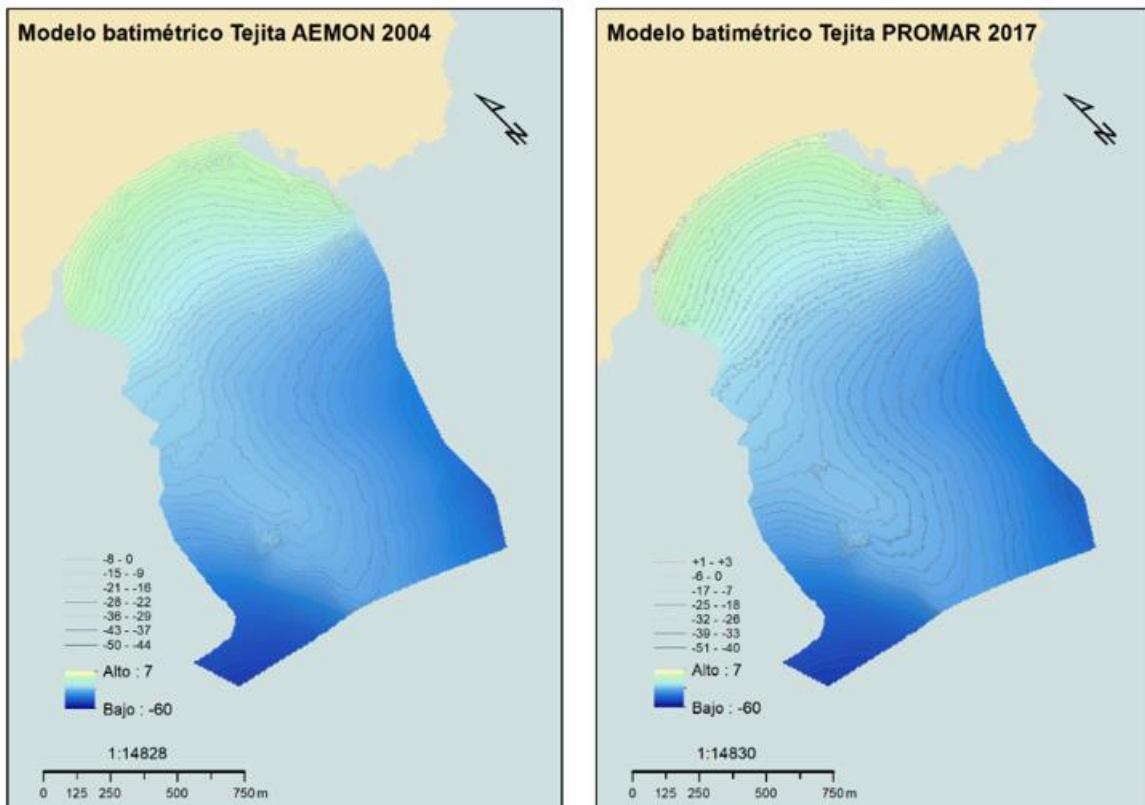 Modelo batimétrico Tejita AEMON 2004
N
-8 - 0
-15 - -9
-21 - -16
-28 - -22
-36 - -29
-43 - -37
-50 - -44
Alto : 7
Bajo : -60
1:14828
0 125 250 500 750 m
Modelo batimétrico Tejita PROMAR 2017
N
+1 - +3
-6 - 0
-17 - -7
-25 - -18
-32 - -26
-39 - -33
-51 - -40
Alto : 7
Bajo : -60
1:14830
0 125 250 500 750 m